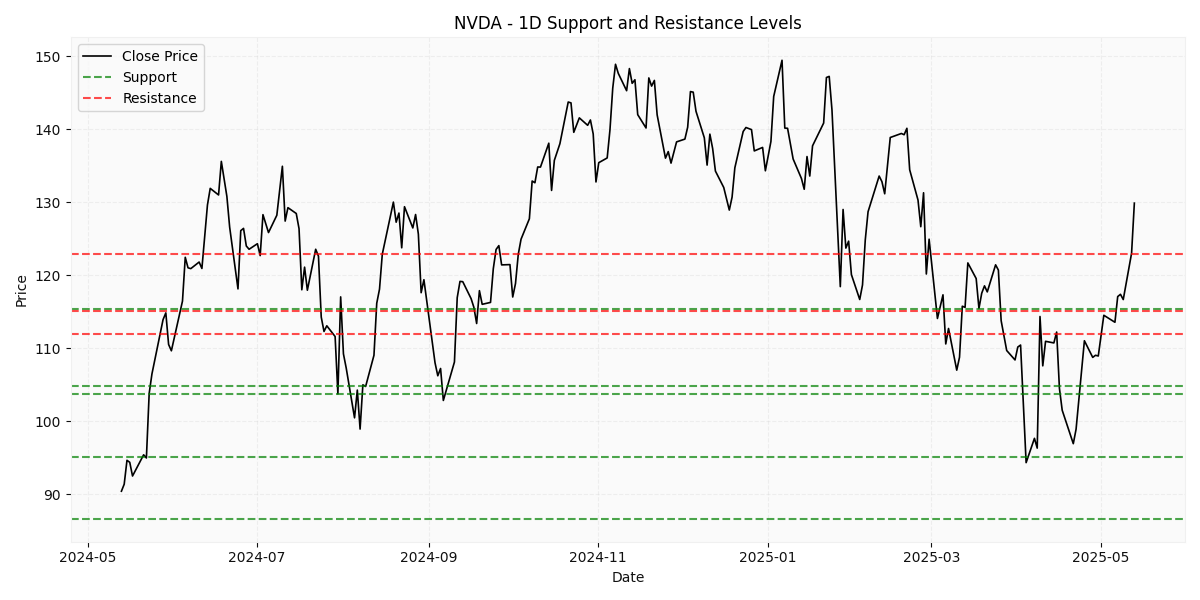 NVDA - 1D Support and Resistance Levels
Close Price
Support
Resistance
Price
150
140
130
120
110
100
90
2024-05
2024-07
2024-09
2024-11
2025-01
2025-03
2025-05
Date